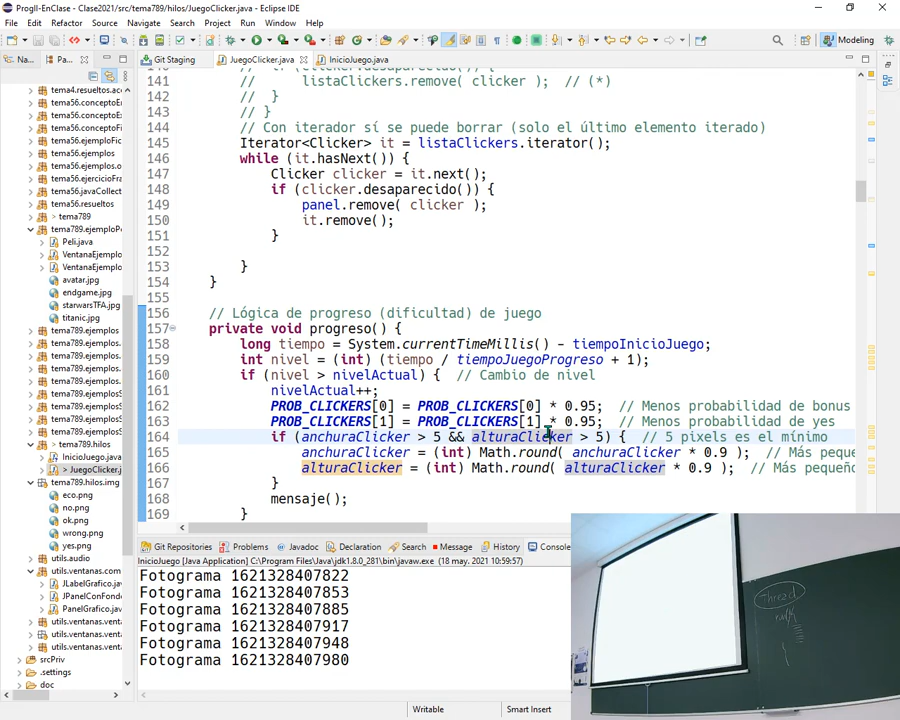 ProgII-EnClase - Clase2021/src/tema789/hilos/JuegoClicker.java - Eclipse IDE
File Edit Refactor Source Navigate Search Project Run Window Help
Modeling
Na... Pa... Git Staging JuegoClicker.java InicioJuego.java
tema4.resueltos.ac
tema56.conceptoEx
tema56.conceptoFi
tema56.ejemploFic
tema56.ejemplos
tema56.ejemplos.o
tema56.ejercicioFra
tema56.javaCollect
tema56.resueltos
> tema789
tema789.ejemploPe
Peli.java
VentanaEjemplo
VentanaEjemplo
avatar.jpg
endgame.jpg
starwarsTFA.jpg
titanic.jpg
tema789.ejemplos
tema789.ejemplos.
tema789.ejemplos.
tema789.ejemplos.
tema789.ejemplos.
tema789.ejemplos.
tema789.ejercicios
> tema789.hilos
InicioJuego.java
> JuegoClicker.j
tema789.hilos.img
eco.png
no.png
ok.png
wrong.png
yes.png
utils.audio
utils.ventanas.com
JLabelGrafico.jav
JPanelConFondo
PanelGrafico.jav
utils.ventanas.vent
utils.ventanas.vent
utils.ventanas.vent
srcPriv
.settings
doc
141 // listaClickers.remove( clicker ); // (*)
142 // }
143 // }
144 // Con iterador sí se puede borrar (solo el último elemento iterado)
145 Iterator<Clicker> it = listaClickers.iterator();
146 while (it.hasNext()) {
147 Clicker clicker = it.next();
148 if (clicker.desaparecido()) {
149 panel.remove( clicker );
150 it.remove();
151 }
152
153 }
154 }
155
156 // Lógica de progreso (dificultad) de juego
157 private void progreso() {
158 long tiempo = System.currentTimeMillis() - tiempoInicioJuego;
159 int nivel = (int) (tiempo / tiempoJuegoProgreso + 1);
160 if (nivel > nivelActual) { // Cambio de nivel
161 nivelActual++;
162 PROB_CLICKERS[0] = PROB_CLICKERS[0] * 0.95; // Menos probabilidad de bonus
163 PROB_CLICKERS[1] = PROB_CLICKERS[1] * 0.95; // Menos probabilidad de yes
164 if (anchuraClicker > 5 && alturaClicker > 5) { // 5 pixels es el mínimo
165 anchuraClicker = (int) Math.round( anchuraClicker * 0.9 ); // Más peque
166 alturaClicker = (int) Math.round( alturaClicker * 0.9 ); // Más pequeño
167 }
168 mensaje();
169 }
Git Repositories Problems Javadoc Declaration Search Message History Console
InicioJuego [Java Application] C:\Program Files\Java\jdk1.8.0_281\bin\javaw.exe (18 may. 2021 10:59:57)
Fotograma 1621328407822
Fotograma 1621328407853
Fotograma 1621328407885
Fotograma 1621328407917
Fotograma 1621328407948
Fotograma 1621328407980
thread
Writable Smart Insert